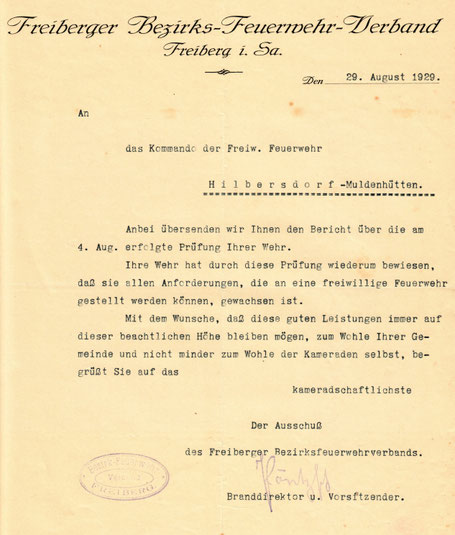 Freiberger Bezirks-Feuerwehr-Verband
Freiberg i. Sa.
Den 29. August 1929.
An
das Kommando der Freiw. Feuerwehr
Hilbersdorf-Muldenhütten.
Anbei übersenden wir Ihnen den Bericht über die am
4. Aug. erfolgte Prüfung Ihrer Wehr.
Ihre Wehr hat durch diese Prüfung wiederum bewiesen,
daß sie allen Anforderungen, die an eine freiwillige Feuerwehr
gestellt werden können, gewachsen ist.
Mit dem Wunsche, daß diese guten Leistungen immer auf
dieser beachtlichen Höhe bleiben mögen, zum Wohle Ihrer Ge-
meinde und nicht minder zum Wohle der Kameraden selbst, be-
grüßt Sie auf das
kameradschaftlichste
Der Ausschuß
des Freiberger Bezirksfeuerwehrverbands.
FREIBERG
Branddirektor u. Vorsitzender.